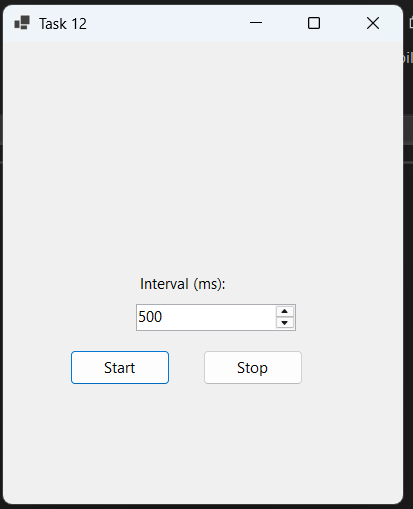 Task 12
Interval (ms):
500
Start
Stop